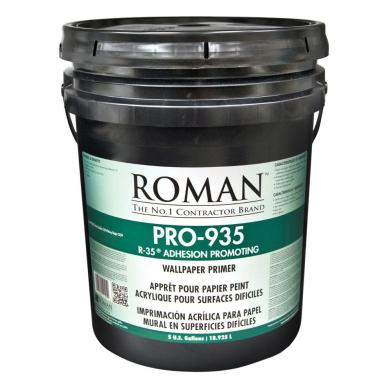 ROMAN
THE NO.1 CONTRACTOR BRAND
PRO-935
R-35® ADHESION PROMOTING
WALLPAPER PRIMER
APPRÊT POUR PAPIER PEINT
ACRYLIQUE POUR SURFACES DIFICILES
IMPRIMACIÓN ACRÍLICA PARA PAPEL
MURAL EN SUPERFICIES DIFÍCILES
5 U.S. Gallons | 18.925 L